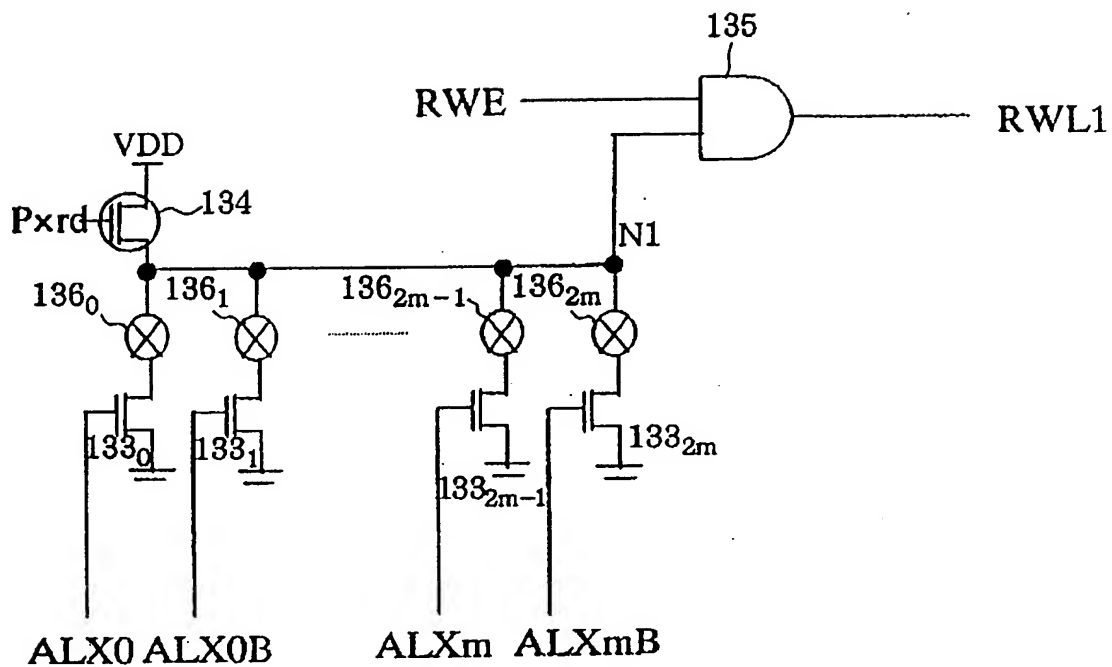 135
RWE
RWL1
VDD
Pxrd
134
N1
136₀
136₁
136₂ₘ₋₁
136₂ₘ
133₀
133₁
133₂ₘ₋₁
133₂ₘ
ALX0 ALX0B ALXm ALXmB